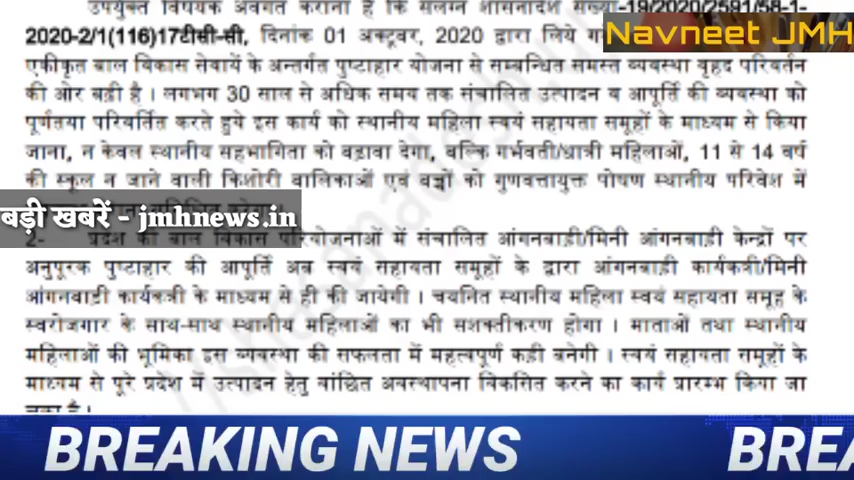 उपर्युक्त विषयक अवगत कराना है कि संलग्न शासनादेश संख्या-19/2020/2591/58-1-
2020-2/1(116)17टीसी-सी, दिनांक 01 अक्टूबर, 2020 द्वारा लिये
Navneet JMH
एकीकृत बाल विकास सेवायें के अन्तर्गत पुष्टाहार योजना से सम्बन्धित समस्त व्यवस्था वृहद परिवर्तन
की ओर बढ़ी है। लगभग 30 साल से अधिक समय तक संचालित उत्पादन व आपूर्ति की व्यवस्था को
पूर्णतया परिवर्तित करते हुये इस कार्य को स्थानीय महिला स्वयं सहायता समूहों के माध्यम से किया
जाना, न केवल स्थानीय सहभागिता को बढ़ावा देगा, बल्कि गर्भवती/धात्री महिलाओं, 11 से 14 वर्ष
की स्कूल न जाने वाली किशोरी बालिकाओं एवं बच्चों को गुणवत्तायुक्त पोषण स्थानीय परिवेश में
बड़ी खबरें - jmhnews.in
2- प्रदेश की बाल विकास परियोजनाओं में संचालित आंगनबाड़ी/मिनी आंगनबाड़ी केन्द्रों पर
अनुपूरक पुष्टाहार की आपूर्ति अब स्वयं सहायता समूहों के द्वारा आंगनबाड़ी कार्यकत्री/मिनी
आंगनबाड़ी कार्यकत्री के माध्यम से ही की जायेगी। चयनित स्थानीय महिला स्वयं सहायता समूह के
स्वरोजगार के साथ-साथ स्थानीय महिलाओं का भी सशक्तीकरण होगा। माताओं तथा स्थानीय
महिलाओं की भूमिका इस व्यवस्था की सफलता में महत्वपूर्ण कड़ी बनेगी। स्वयं सहायता समूहों के
माध्यम से पूरे प्रदेश में उत्पादन हेतु वांछित अवस्थापना विकसित करने का कार्य प्रारम्भ किया जा
चुका है।
BREAKING NEWS BREA